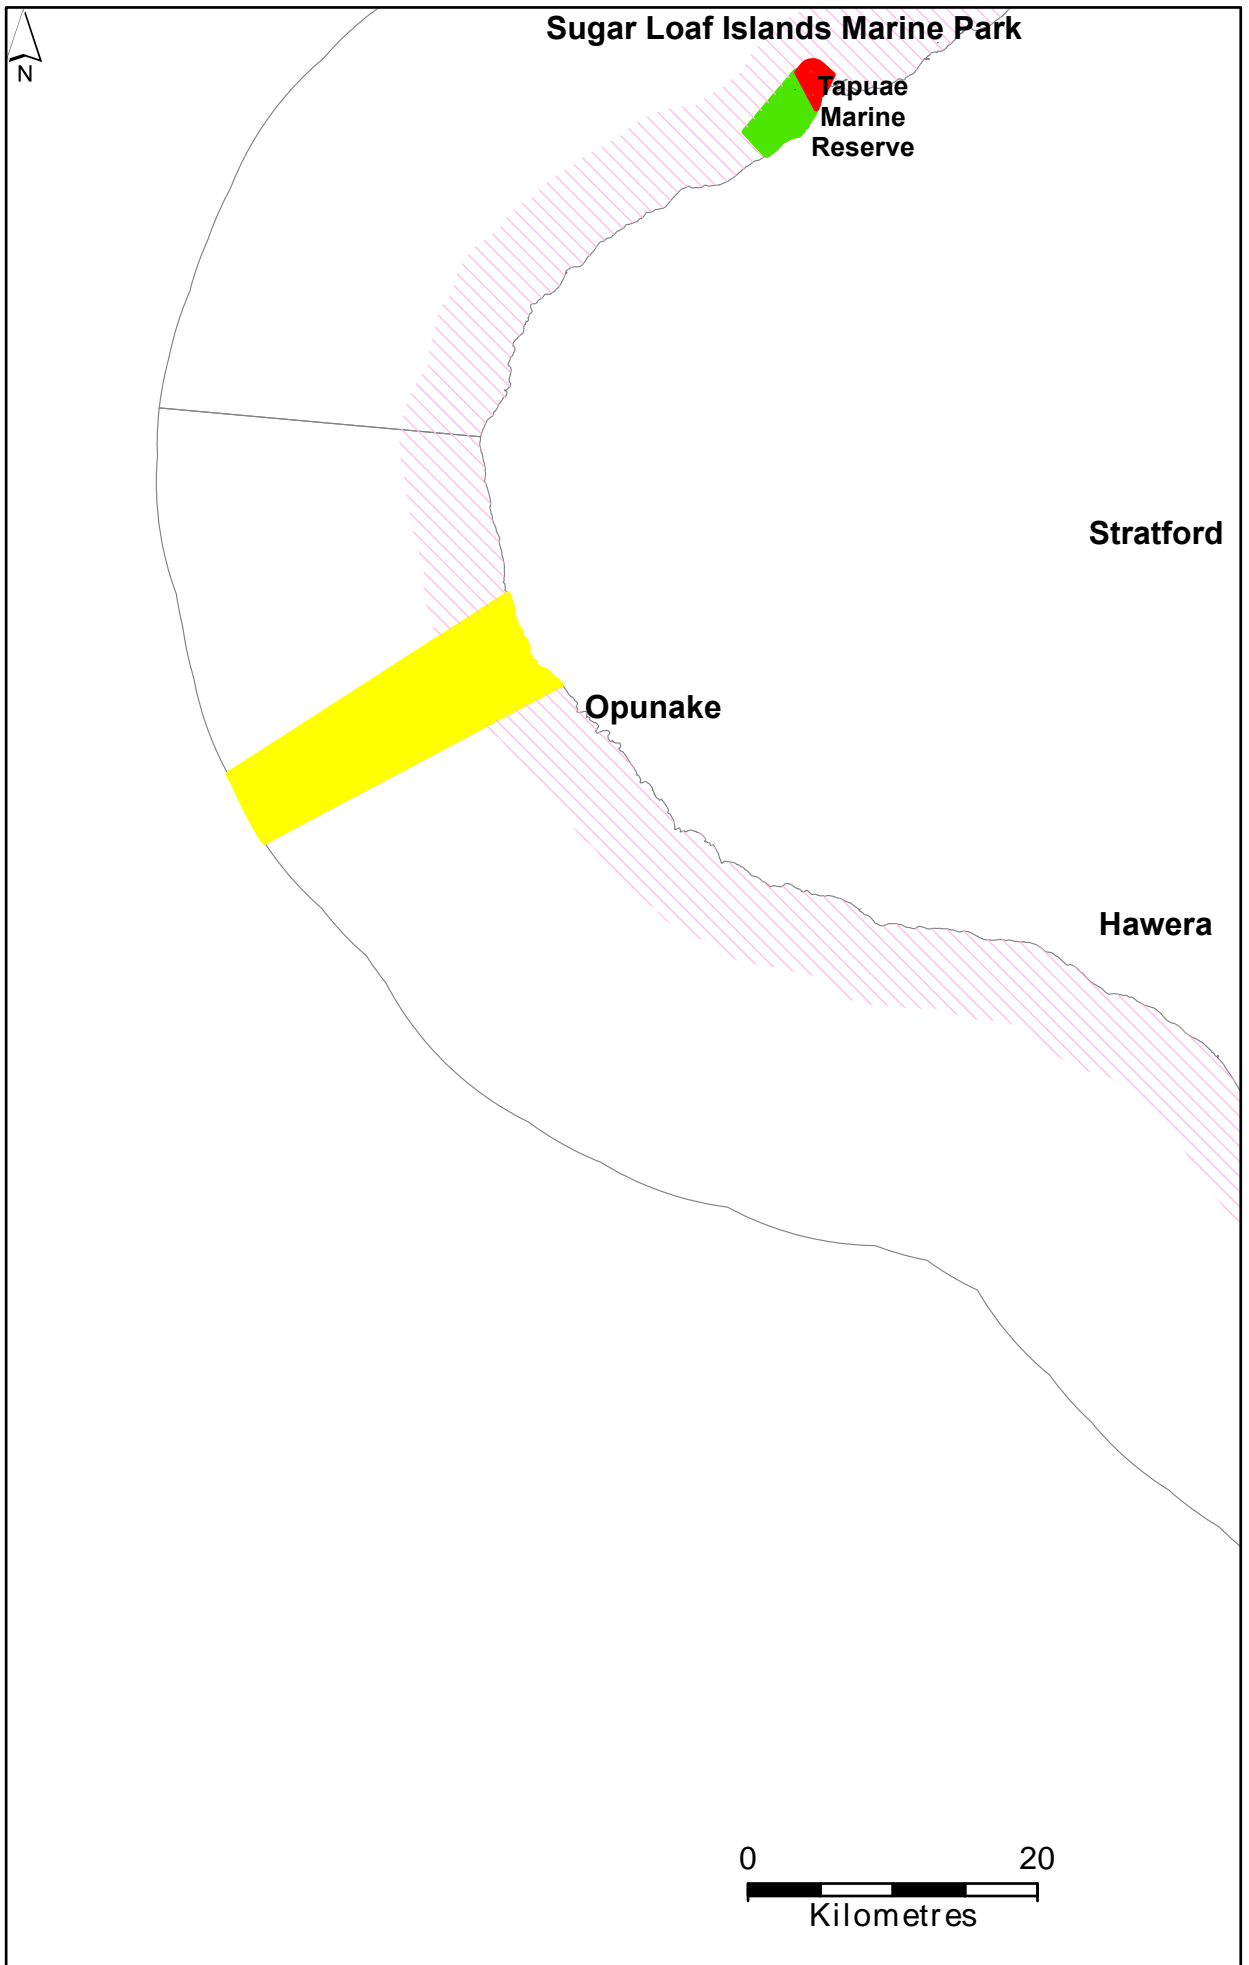 Sugar Loaf Islands Marine Park
N
Tapuae
Marine
Reserve
Stratford
Opunake
Hawera
0 20
Kilometres